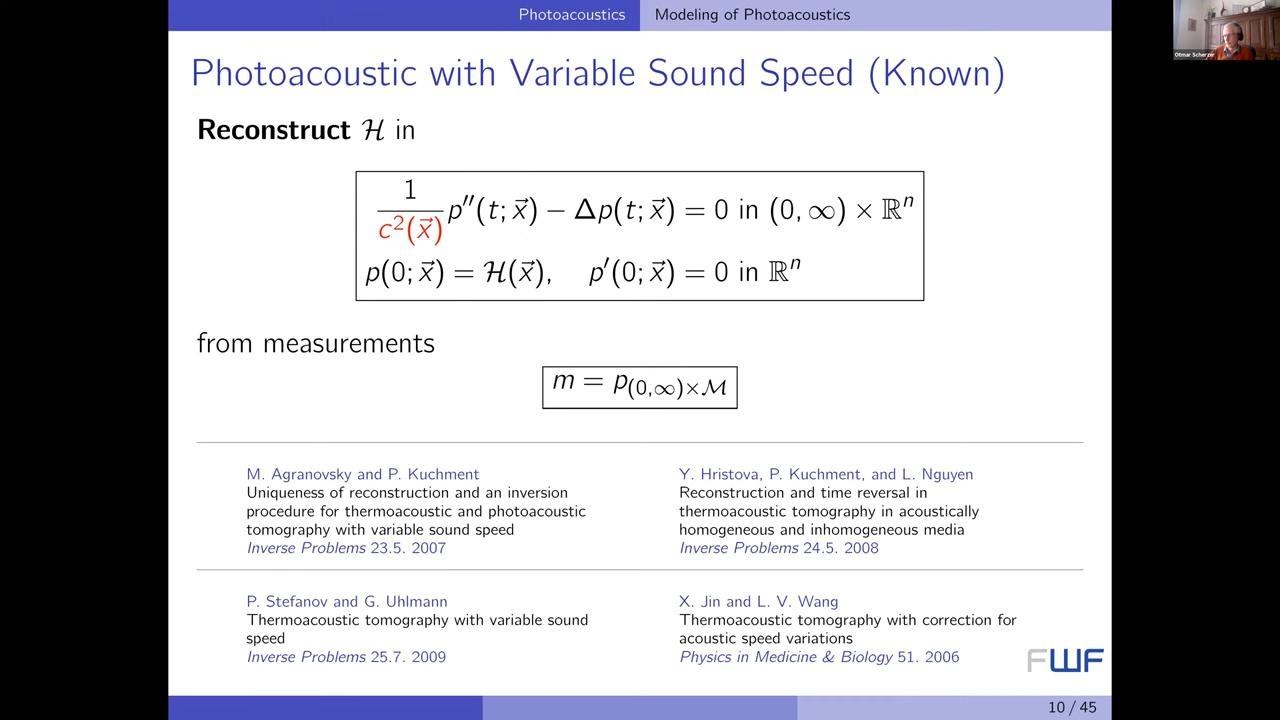 Photoacoustics Modeling of Photoacoustics
Otmar Scherzer
Photoacoustic with Variable Sound Speed (Known)
Reconstruct ℋ in
1/c²(x⃗) p′′(t; x⃗) − Δp(t; x⃗) = 0 in (0, ∞) × ℝⁿ
p(0; x⃗) = ℋ(x⃗), p′(0; x⃗) = 0 in ℝⁿ
from measurements
m = p₍₀,∞₎×ℳ
M. Agranovsky and P. Kuchment
Uniqueness of reconstruction and an inversion
procedure for thermoacoustic and photoacoustic
tomography with variable sound speed
Inverse Problems 23.5. 2007
Y. Hristova, P. Kuchment, and L. Nguyen
Reconstruction and time reversal in
thermoacoustic tomography in acoustically
homogeneous and inhomogeneous media
Inverse Problems 24.5. 2008
P. Stefanov and G. Uhlmann
Thermoacoustic tomography with variable sound
speed
Inverse Problems 25.7. 2009
X. Jin and L. V. Wang
Thermoacoustic tomography with correction for
acoustic speed variations
Physics in Medicine & Biology 51. 2006
FWF
10 / 45